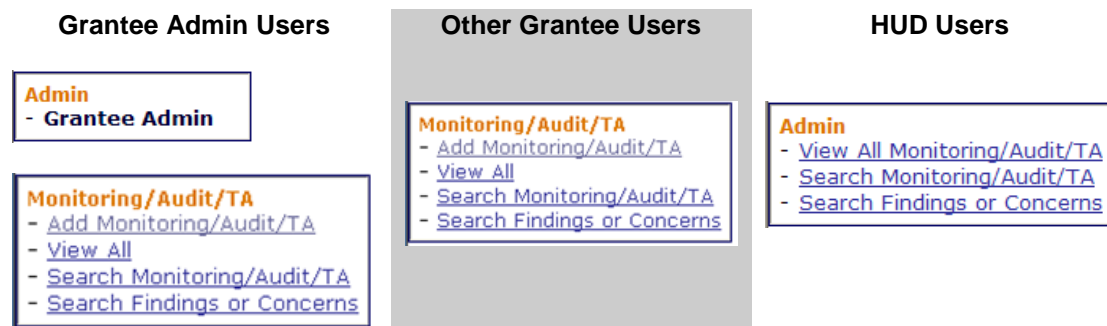 Grantee Admin Users
Admin
- Grantee Admin
Monitoring/Audit/TA
- Add Monitoring/Audit/TA
- View All
- Search Monitoring/Audit/TA
- Search Findings or Concerns
Other Grantee Users
Monitoring/Audit/TA
- Add Monitoring/Audit/TA
- View All
- Search Monitoring/Audit/TA
- Search Findings or Concerns
HUD Users
Admin
- View All Monitoring/Audit/TA
- Search Monitoring/Audit/TA
- Search Findings or Concerns